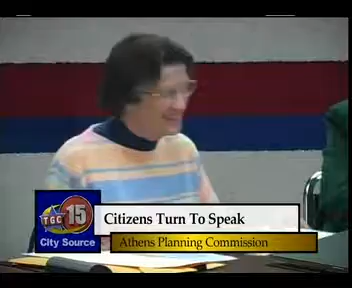 TGC 15
City Source
Citizens Turn To Speak
Athens Planning Commission